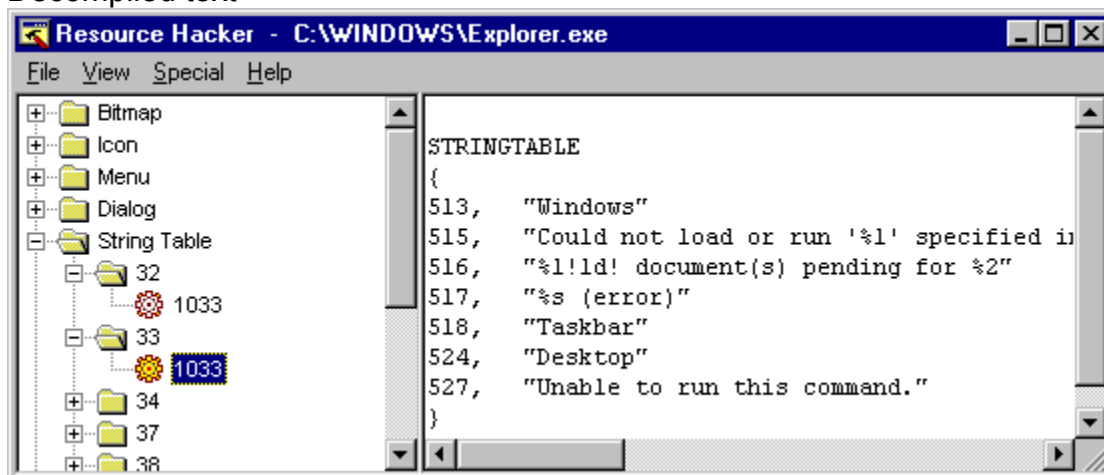 Decompiled text
Resource Hacker - C:\WINDOWS\Explorer.exe
File View Special Help
Bitmap
Icon
Menu
Dialog
String Table
32
1033
33
1033
34
37
38
STRINGTABLE
{
513, "Windows"
515, "Could not load or run '%1' specified in
516, "%1!ld! document(s) pending for %2"
517, "%s (error)"
518, "Taskbar"
524, "Desktop"
527, "Unable to run this command."
}